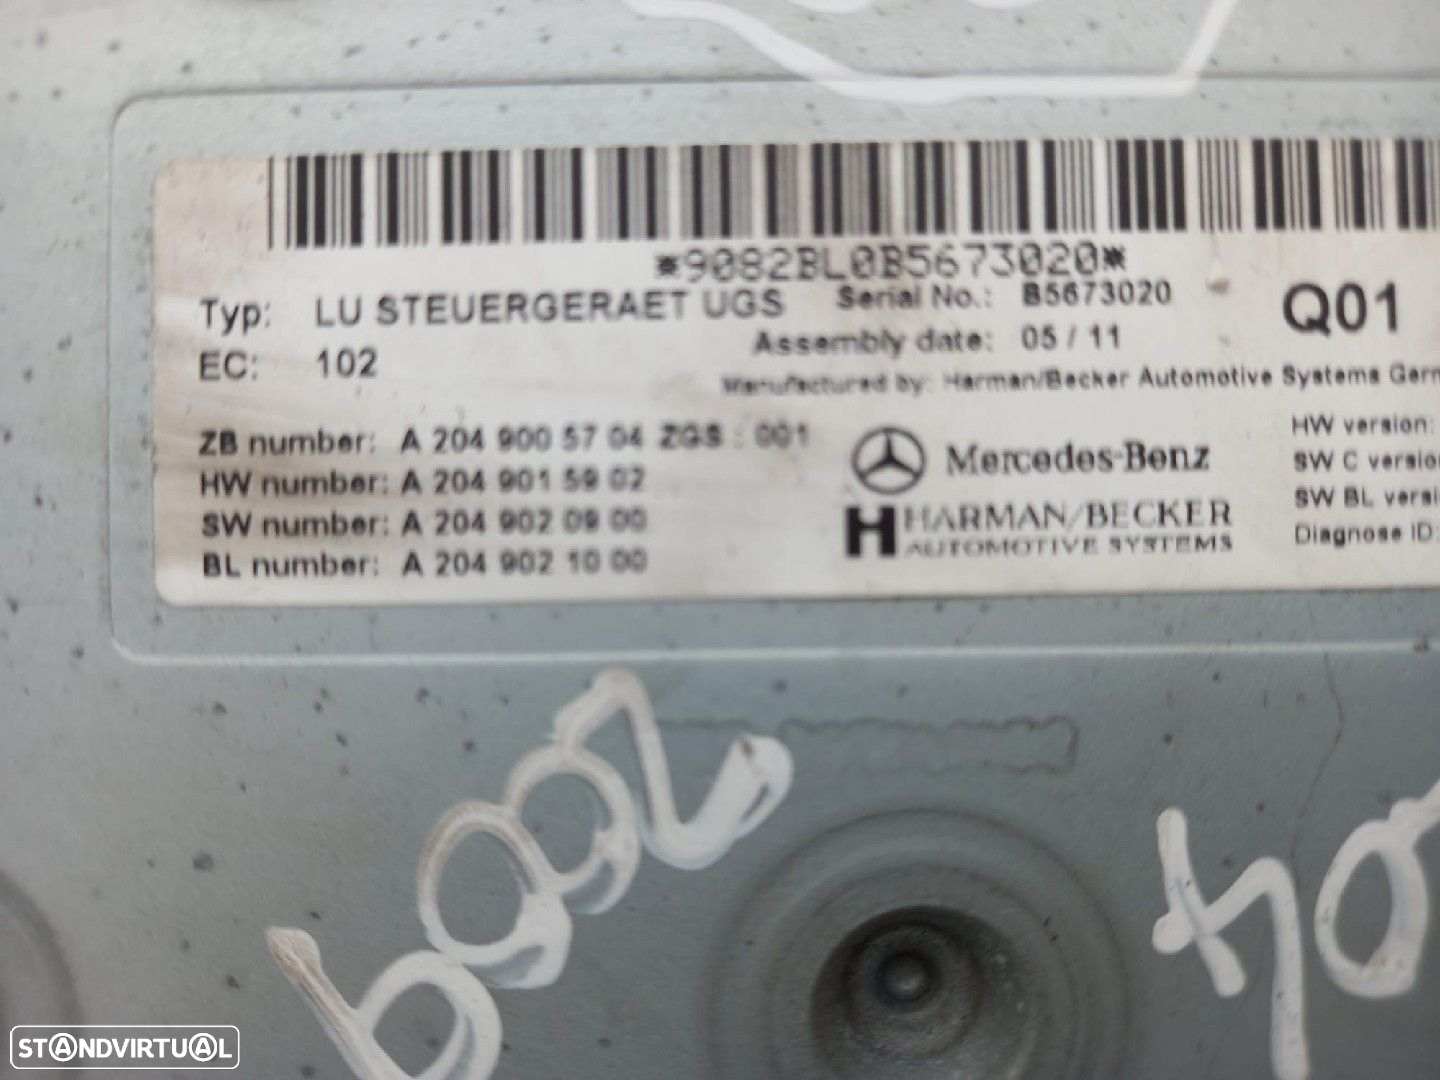 *9082BL0B5673020*
Typ: LU STEUERGERAET UGS
Serial No.: B5673020
Q01
EC: 102
Assembly date: 05 / 11
Manufactured by: Harman/Becker Automotive Systems
ZB number: A 204 900 57 04 ZGS : 001
HW number: A 204 901 59 02
SW number: A 204 902 09 00
BL number: A 204 902 10 00
Mercedes-Benz
HARMAN/BECKER
AUTOMOTIVE SYSTEMS
HW version:
SW C
SW BL
Diagnose ID:
STANDVIRTUAL